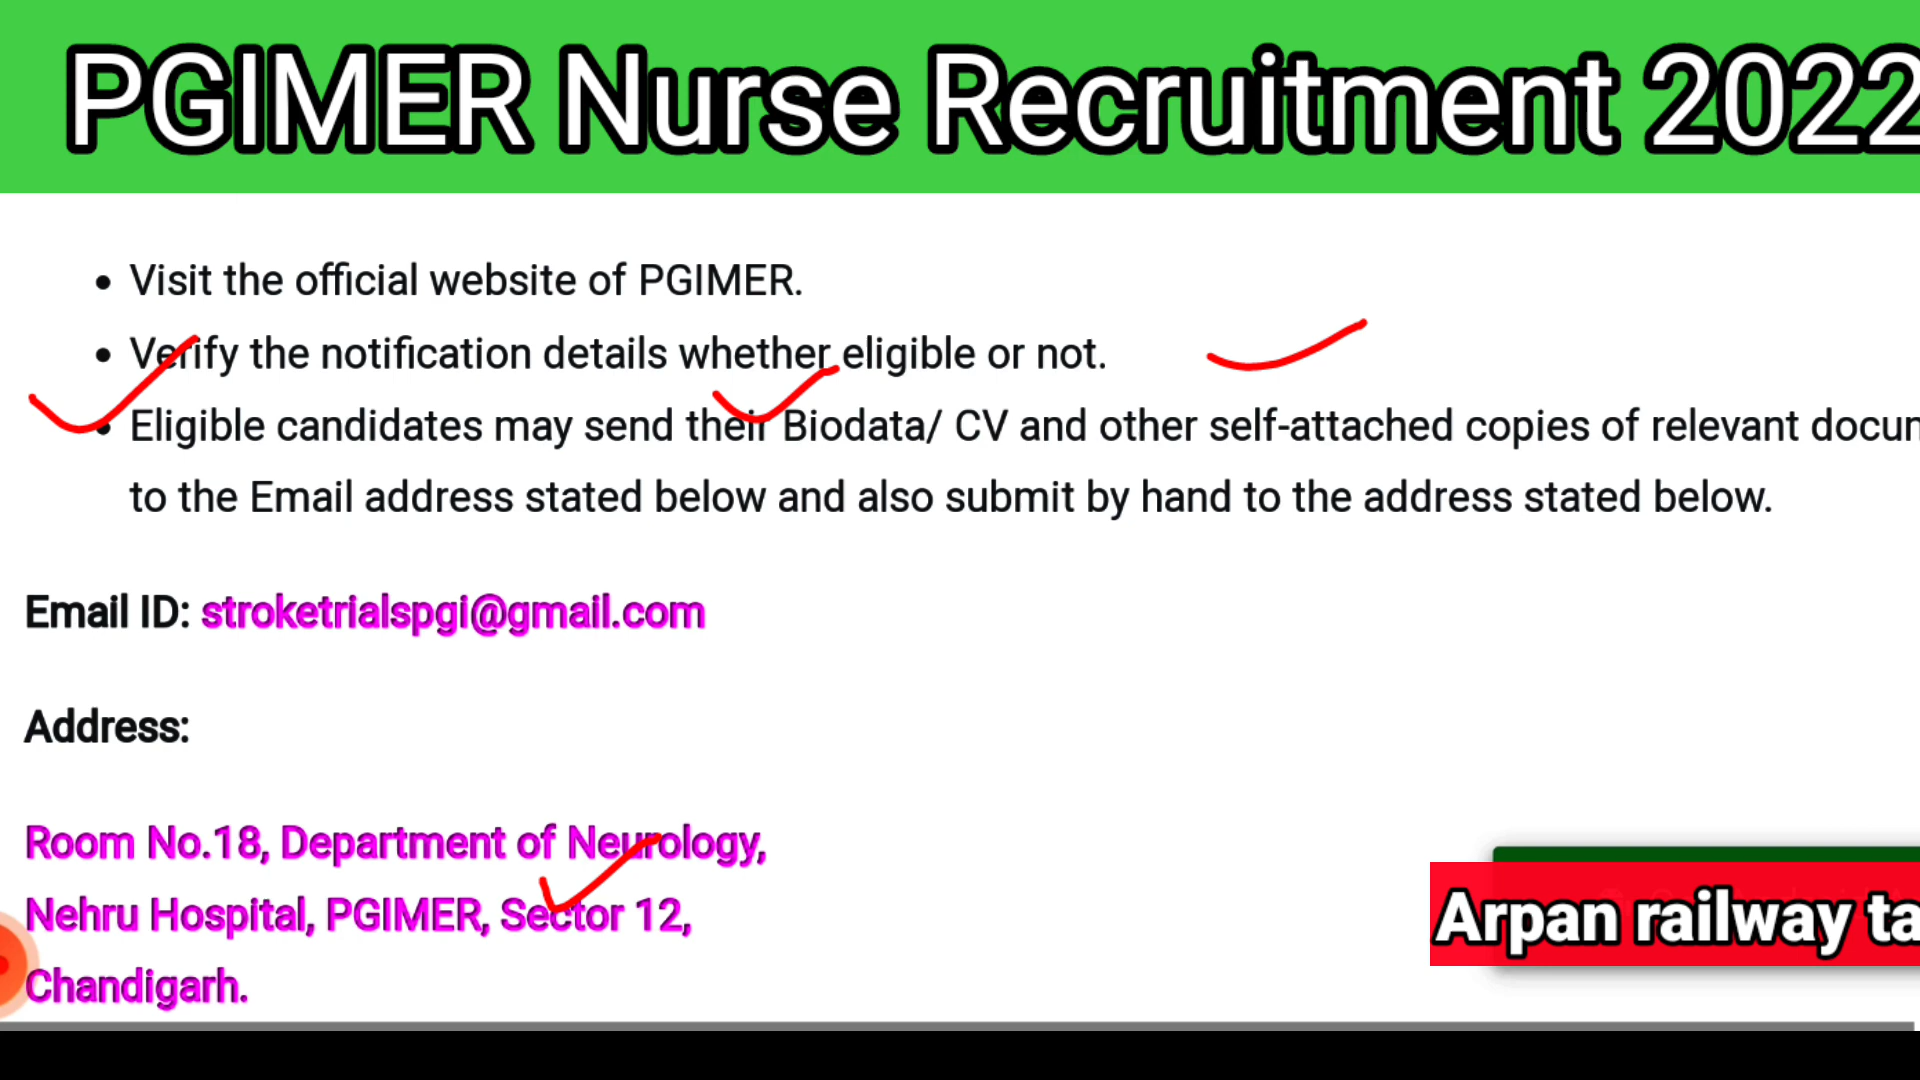 PGIMER Nurse Recruitment 2022
Visit the official website of PGIMER.
Verify the notification details whether eligible or not.
Eligible candidates may send their Biodata/ CV and other self-attached copies of relevant
to the Email address stated below and also submit by hand to the address stated below.
Email ID: stroketrialspgi@gmail.com
Address:
Room No.18, Department of Neurology,
Nehru Hospital, PGIMER, Sector 12,
Chandigarh.
Arpan railway